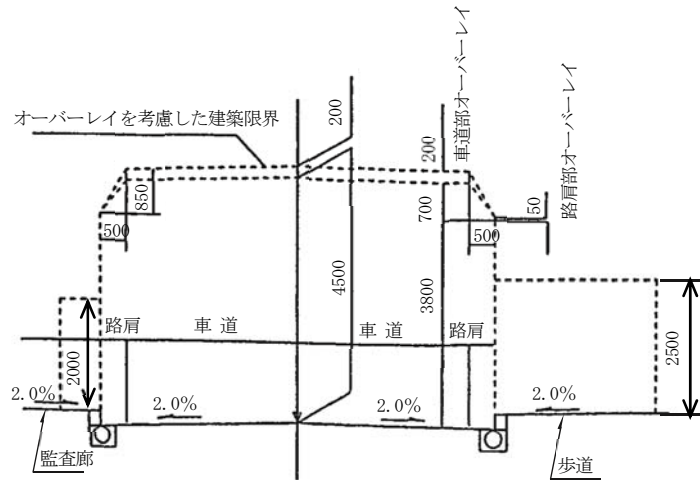 オーバーレイを考慮した建築限界
200
車道部オーバーレイ
路肩部オーバーレイ
200
850
700
50
500
500
4500
3800
路肩
車 道
車 道
路肩
2000
2500
2.0%
2.0%
2.0%
2.0%
監査廊
歩道